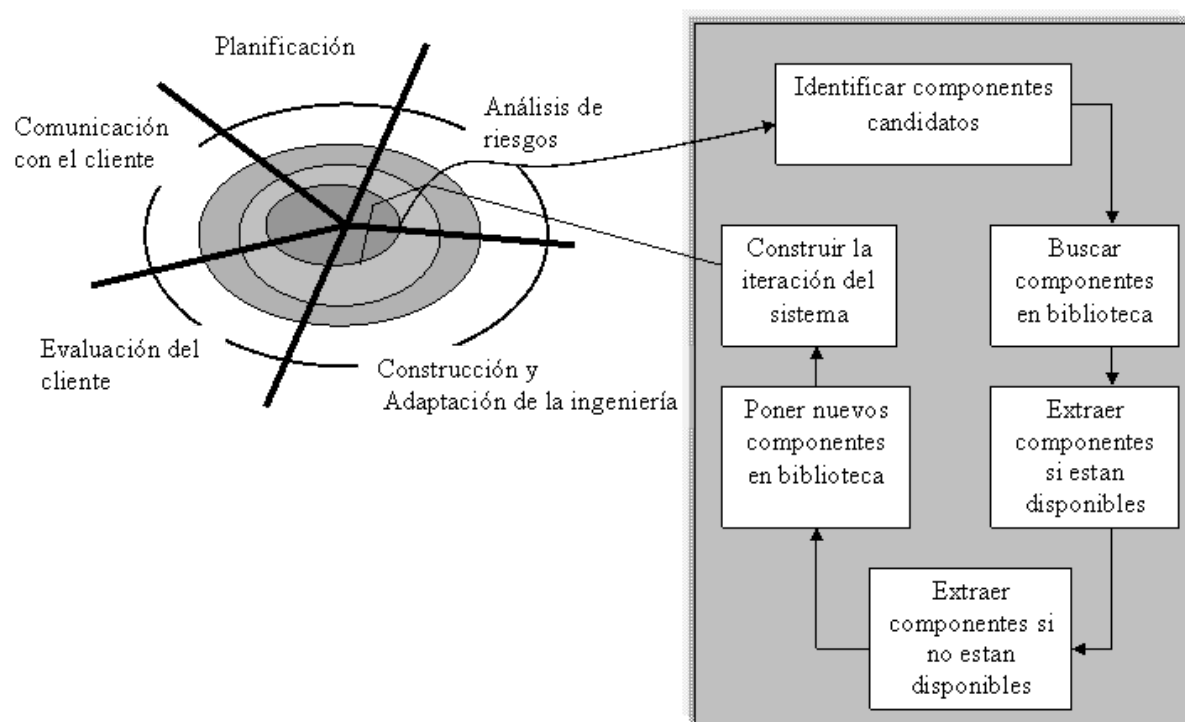 Planificación
Comunicación
con el cliente
Análisis de
riesgos
Evaluación del
cliente
Construcción y
Adaptación de la ingeniería
Identificar componentes
candidatos
Buscar
componentes
en biblioteca
Extraer
componentes
si estan
disponibles
Extraer
componentes si
no estan
disponibles
Poner nuevos
componentes
en biblioteca
Construir la
iteración del
sistema